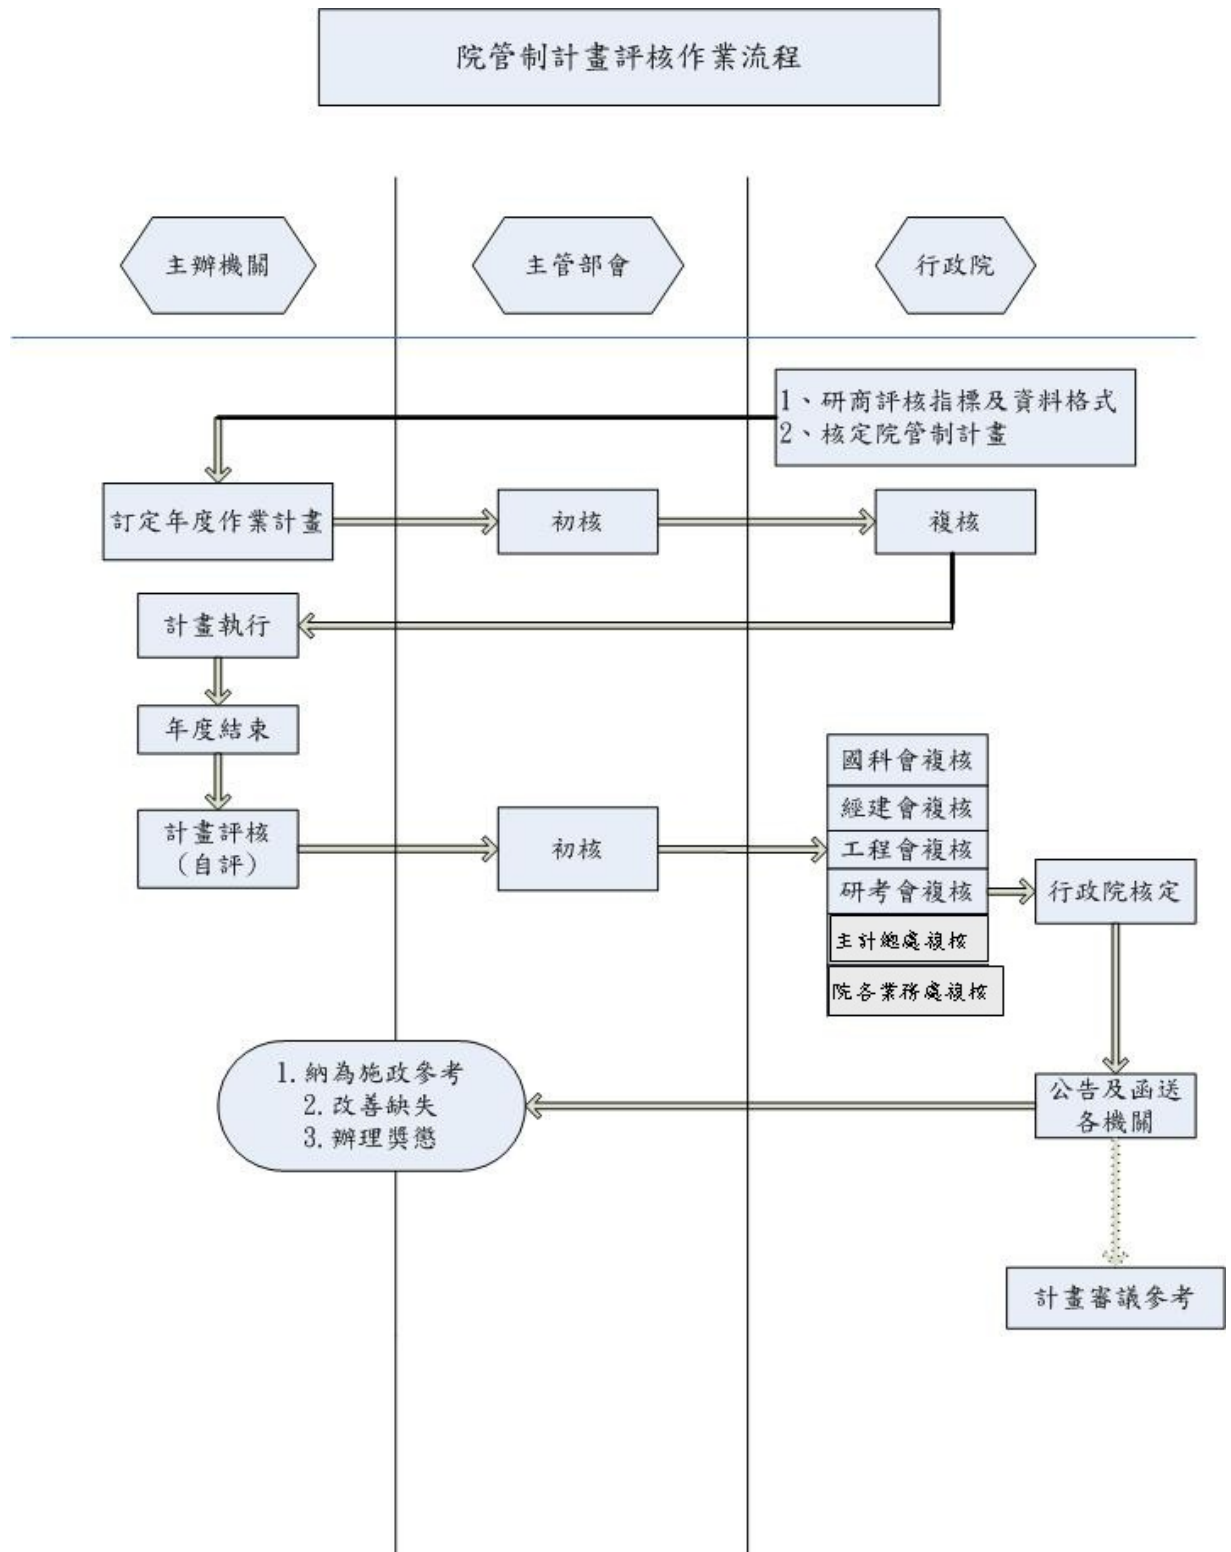 院管制計畫評核作業流程
主辦機關
主管部會
行政院
1、研商評核指標及資料格式
2、核定院管制計畫
訂定年度作業計畫
初核
複核
計畫執行
年度結束
計畫評核
（自評）
初核
國科會複核
經建會複核
工程會複核
研考會複核
主計總處複核
院各業務處複核
行政院核定
公告及函送
各機關
1. 納為施政參考
2. 改善缺失
3. 辦理獎懲
計畫審議參考